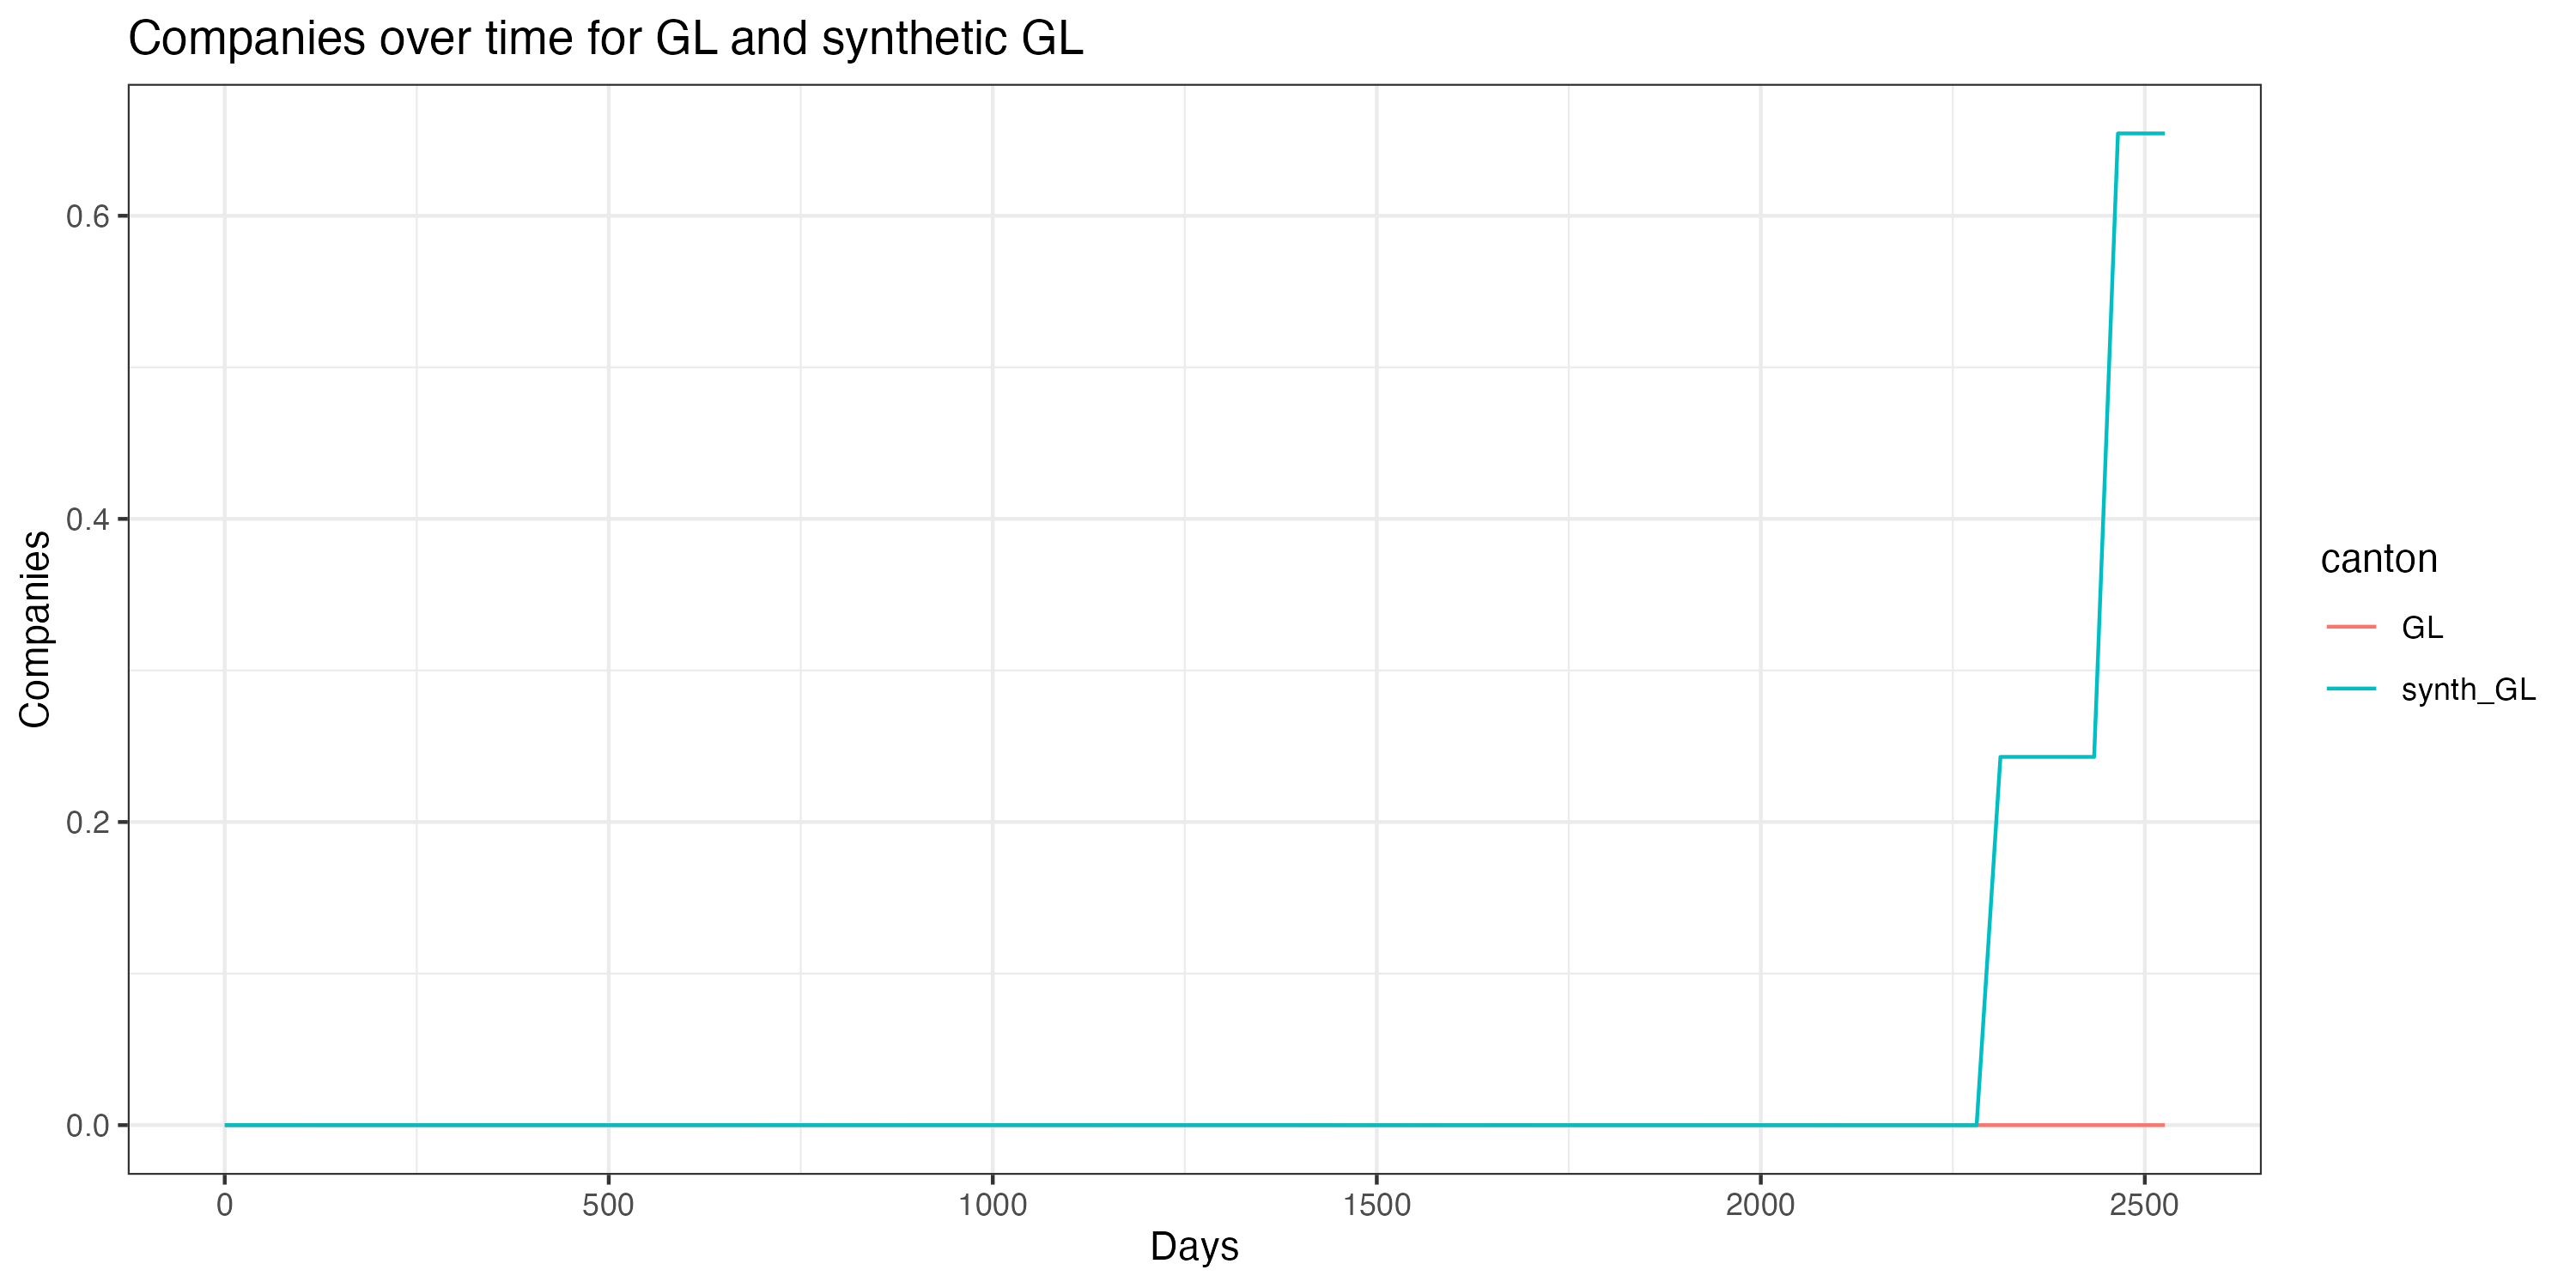 Companies over time for GL and synthetic GL
Companies
0.6
0.4
0.2
0.0
0
500
1000
1500
2000
2500
Days
canton
GL
synth_GL